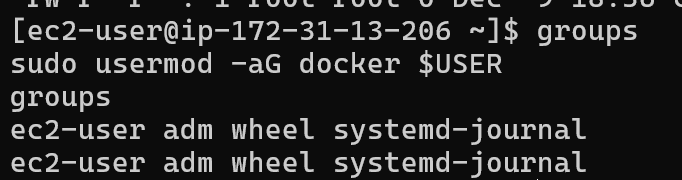 [ec2-user@ip-172-31-13-206 ~]$ groups
sudo usermod -aG docker $USER
groups
ec2-user adm wheel systemd-journal
ec2-user adm wheel systemd-journal